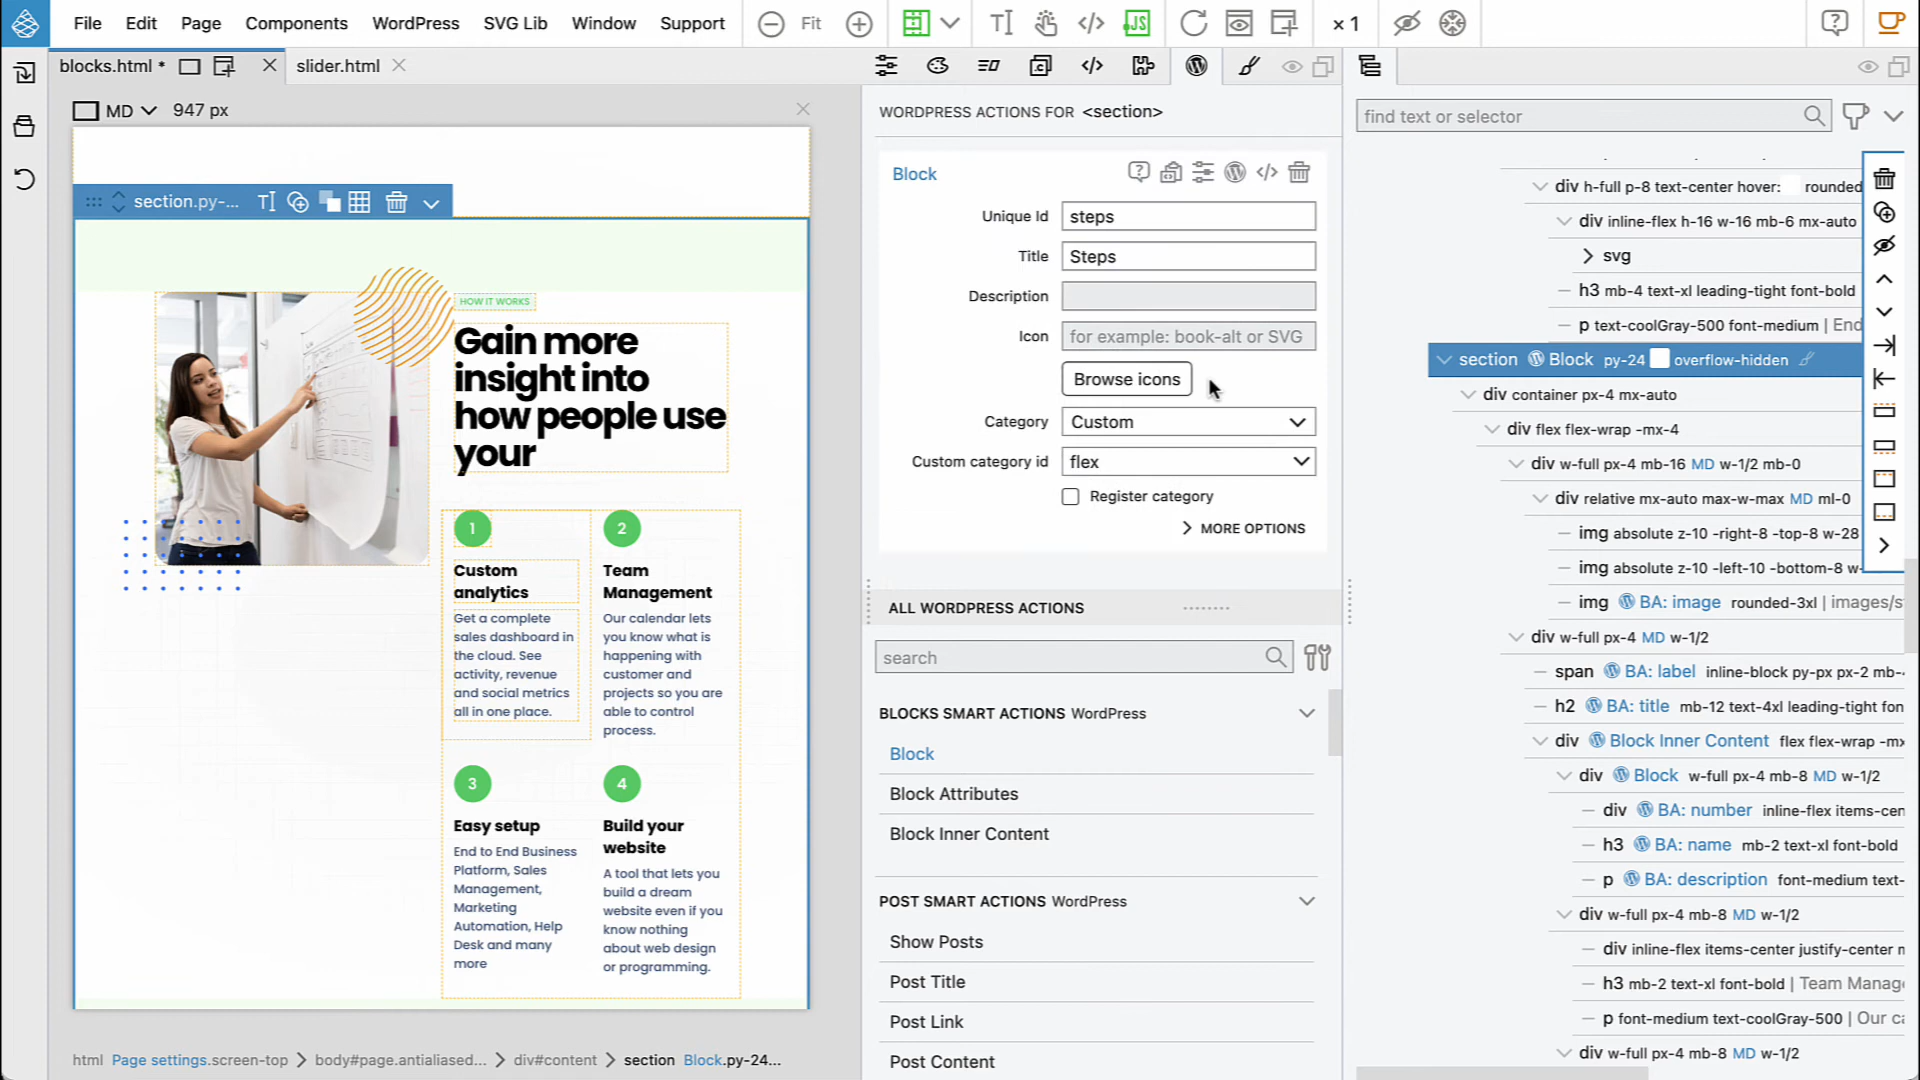 File Edit Page Components WordPress SVG Lib Window Support Fit JS × 1
blocks.html * slider.html
MD 947 px
section.py-...
HOW IT WORKS
Gain more
insight into
how people use
your
1
Custom
analytics
Get a complete
sales dashboard in
the cloud. See
activity, revenue
and social metrics
all in one place.
2
Team
Management
Our calendar lets
you know what is
happening with
customer and
projects so you are
able to control
process.
3
Easy setup
End to End Business
Platform, Sales
Management,
Marketing
Automation, Help
Desk and many
more
4
Build your
website
A tool that lets you
build a dream
website even if you
know nothing
about web design
or programming.
html Page settings.screen-top body#page.antialiased... div#content section Block.py-24...
WORDPRESS ACTIONS FOR <section>
Block
Unique Id steps
Title Steps
Description
Icon for example: book-alt or SVG
Browse icons
Category Custom
Custom category id flex
Register category
MORE OPTIONS
ALL WORDPRESS ACTIONS
search
BLOCKS SMART ACTIONS WordPress
Block
Block Attributes
Block Inner Content
POST SMART ACTIONS WordPress
Show Posts
Post Title
Post Link
Post Content
find text or selector
div h-full p-8 text-center hover: rounded
div inline-flex h-16 w-16 mb-6 mx-auto
svg
h3 mb-4 text-xl leading-tight font-bold
p text-coolGray-500 font-medium | End
section Block py-24 overflow-hidden
div container px-4 mx-auto
div flex flex-wrap -mx-4
div w-full px-4 mb-16 MD w-1/2 mb-0
div relative mx-auto max-w-max MD ml-0
img absolute z-10 -right-8 -top-8 w-28
img absolute z-10 -left-10 -bottom-8 w-
img BA: image rounded-3xl | images/s
div w-full px-4 MD w-1/2
span BA: label inline-block py-px px-2 mb-
h2 BA: title mb-12 text-4xl leading-tight fon
div Block Inner Content flex flex-wrap -mx
div Block w-full px-4 mb-8 MD w-1/2
div BA: number inline-flex items-cen
h3 BA: name mb-2 text-xl font-bold
p BA: description font-medium text-
div w-full px-4 mb-8 MD w-1/2
div inline-flex items-center justify-center
h3 mb-2 text-xl font-bold | Team Manag
p font-medium text-coolGray-500 | Our ca
div w-full px-4 mb-8 MD w-1/2